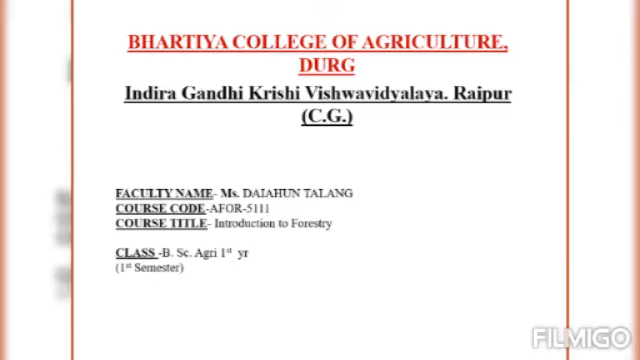 BHARTIYA COLLEGE OF AGRICULTURE,
DURG
Indira Gandhi Krishi Vishwavidyalaya. Raipur
(C.G.)
FACULTY NAME- Ms. DAIAHUN TALANG
COURSE CODE-AFOR-5111
COURSE TITLE- Introduction to Forestry
CLASS -B. Sc. Agri 1st yr
(1st Semester)
FILMIGO